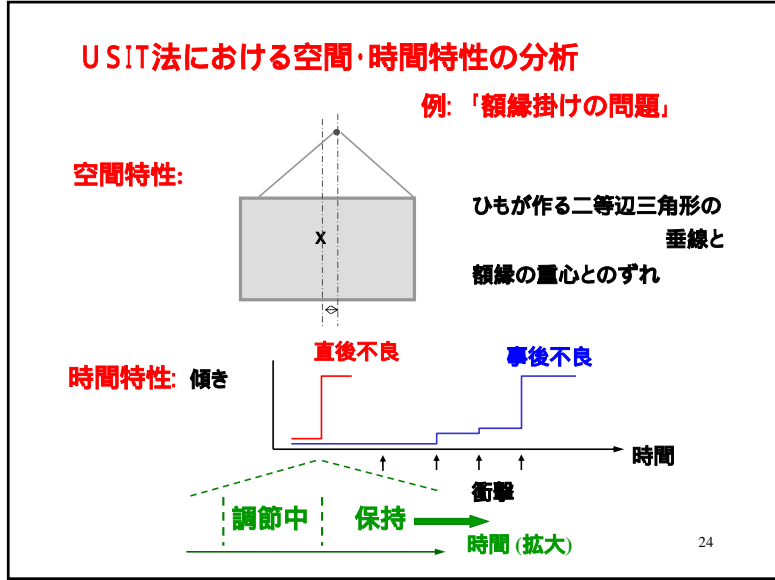 USIT法における空間・時間特性の分析
例: 「額縁掛けの問題」
空間特性:
ひもが作る二等辺三角形の
垂線と
額縁の重心とのずれ
X
時間特性: 傾き
直後不良
事後不良
時間
衝撃
調節中
保持
時間 (拡大)
24